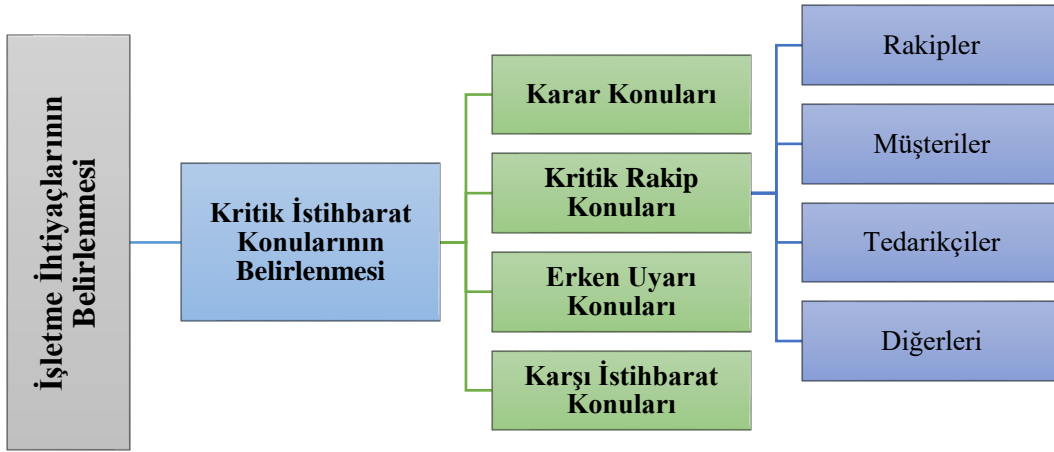 İşletme İhtiyaçlarının
Belirlenmesi
Kritik İstihbarat
Konularının
Belirlenmesi
Karar Konuları
Kritik Rakip
Konuları
Erken Uyarı
Konuları
Karşı İstihbarat
Konuları
Rakipler
Müşteriler
Tedarikçiler
Diğerleri